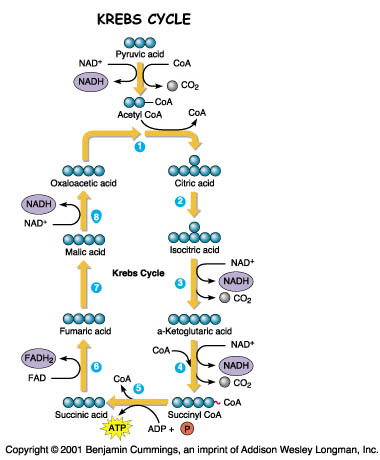 KREBS CYCLE
Pyruvic acid
NAD⁺
CoA
NADH
CO₂
CoA
Acetyl CoA
CoA
1
Oxaloacetic acid
Citric acid
2
NADH
8
NAD⁺
Malic acid
Isocitric acid
Krebs Cycle
NAD⁺
3
NADH
CO₂
7
Fumaric acid
a-Ketoglutaric acid
CoA
NAD⁺
FADH₂
6
4
NADH
FAD
CO₂
CoA
5
CoA
Succinic acid
Succinyl CoA
ATP
ADP +
P
Copyright © 2001 Benjamin Cummings, an imprint of Addison Wesley Longman, Inc.